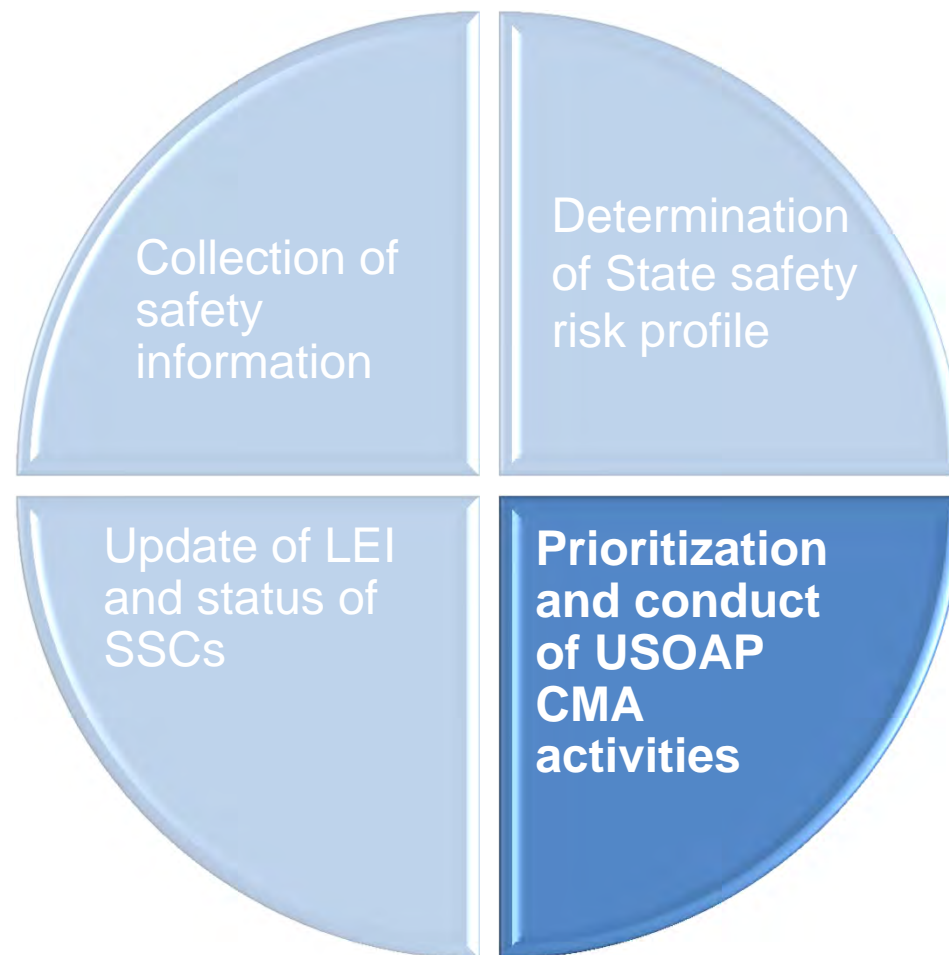 Collection of
safety
information
Determination
of State safety
risk profile
Update of LEI
and status of
SSCs
Prioritization
and conduct
of USOAP
CMA
activities